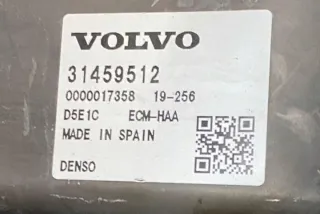 VOLVO
31459512
0000017358 19-256
D5E1C ECM-HAA
MADE IN SPAIN
DENSO